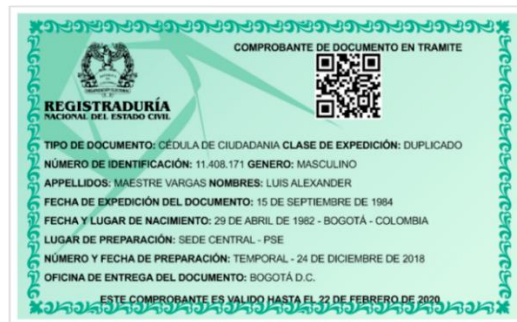 COMPROBANTE DE DOCUMENTO EN TRAMITE
REGISTRADURÍA
NACIONAL DEL ESTADO CIVIL
TIPO DE DOCUMENTO: CÉDULA DE CIUDADANIA CLASE DE EXPEDICIÓN: DUPLICADO
NÚMERO DE IDENTIFICACIÓN: 11.408.171 GENERO: MASCULINO
APPELLIDOS: MAESTRE VARGAS NOMBRES: LUIS ALEXANDER
FECHA DE EXPEDICIÓN DEL DOCUMENTO: 15 DE SEPTIEMBRE DE 1984
FECHA Y LUGAR DE NACIMIENTO: 29 DE ABRIL DE 1982 - BOGOTÁ - COLOMBIA
LUGAR DE PREPARACIÓN: SEDE CENTRAL - PSE
NÚMERO Y FECHA DE PREPARACIÓN: TEMPORAL - 24 DE DICIEMBRE DE 2018
OFICINA DE ENTREGA DEL DOCUMENTO: BOGOTÁ D.C.
ESTE COMPROBANTE ES VALIDO HASTA EL 22 DE FEBRERO DE 2020